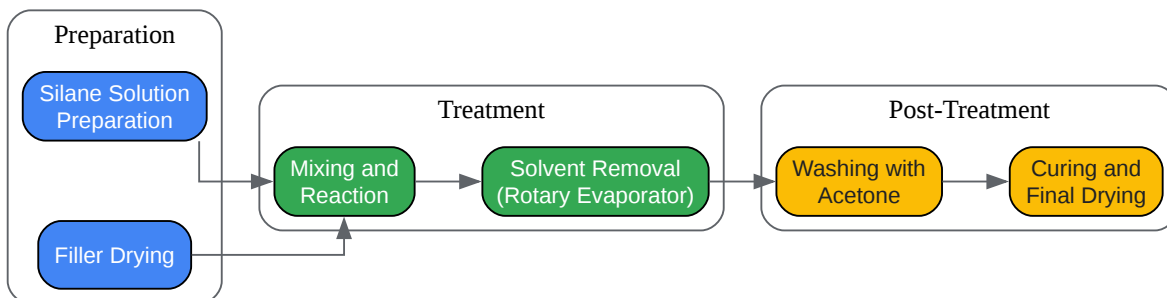 Preparation
Silane Solution
Preparation
Filler Drying
Treatment
Mixing and
Reaction
Solvent Removal
(Rotary Evaporator)
Post-Treatment
Washing with
Acetone
Curing and
Final Drying